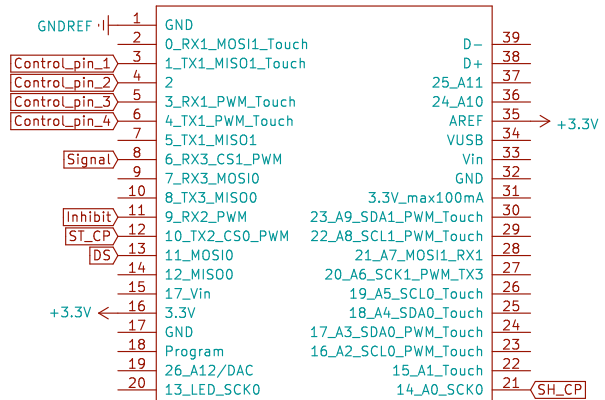 GNDREF 1 GND
2 0_RX1_MOSI1_Touch D- 39
Control_pin_1 3 1_TX1_MISO1_Touch D+ 38
Control_pin_2 4 2 25_A11 37
Control_pin_3 5 3_RX1_PWM_Touch 24_A10 36
Control_pin_4 6 4_TX1_PWM_Touch AREF 35 +3.3V
7 5_TX1_MISO1 VUSB 34
Signal 8 6_RX3_CS1_PWM Vin 33
9 7_RX3_MOSI0 GND 32
10 8_TX3_MISO0 3.3V_max100mA 31
Inhibit 11 9_RX2_PWM 23_A9_SDA1_PWM_Touch 30
ST_CP 12 10_TX2_CS0_PWM 22_A8_SCL1_PWM_Touch 29
DS 13 11_MOSI0 21_A7_MOSI1_RX1 28
14 12_MISO0 20_A6_SCK1_PWM_TX3 27
15 17_Vin 19_A5_SCL0_Touch 26
+3.3V 16 3.3V 18_A4_SDA0_Touch 25
17 GND 17_A3_SDA0_PWM_Touch 24
18 Program 16_A2_SCL0_PWM_Touch 23
19 26_A12/DAC 15_A1_Touch 22
20 13_LED_SCK0 14_A0_SCK0 21 SH_CP